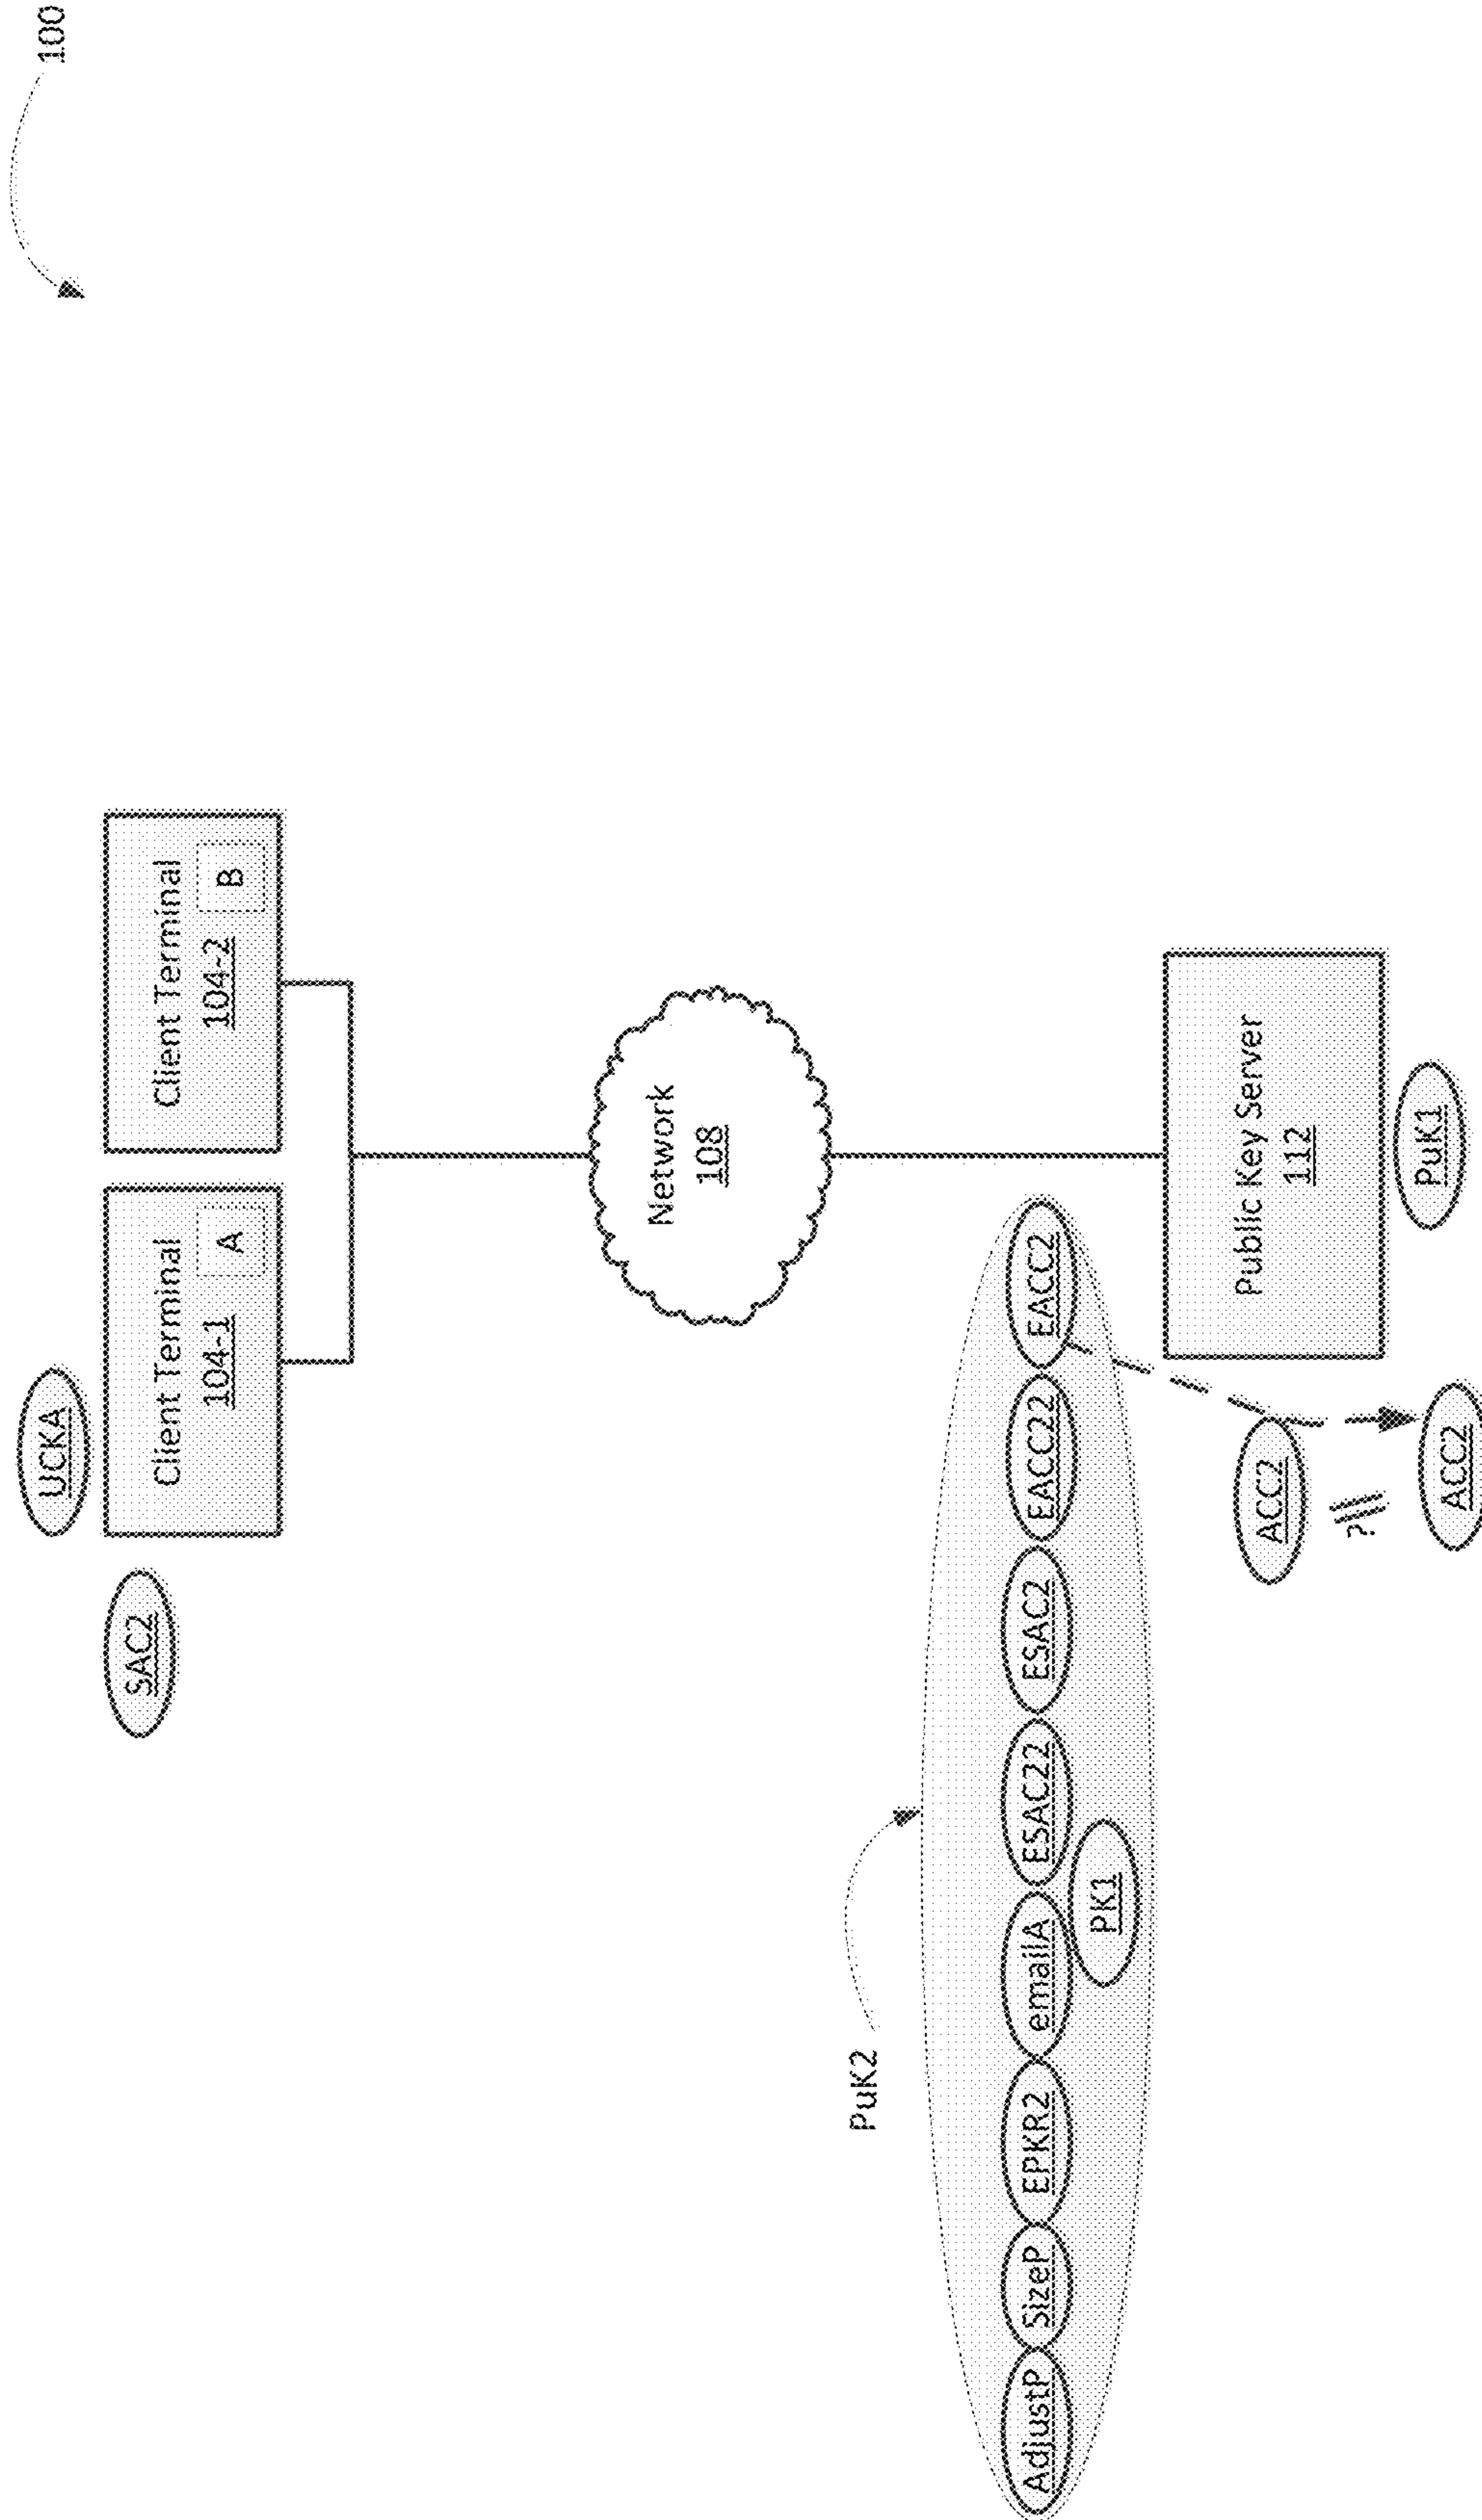 100
UCKA
SAC2
Client Terminal
104-1
A
Client Terminal
104-2
B
Network
108
PuK2
AdjustP
SizeP
EPKR2
emailA
ESAC22
ESAC2
EACC22
EACC2
PK1
Public Key Server
112
PuK1
ACC2
?
ACC2